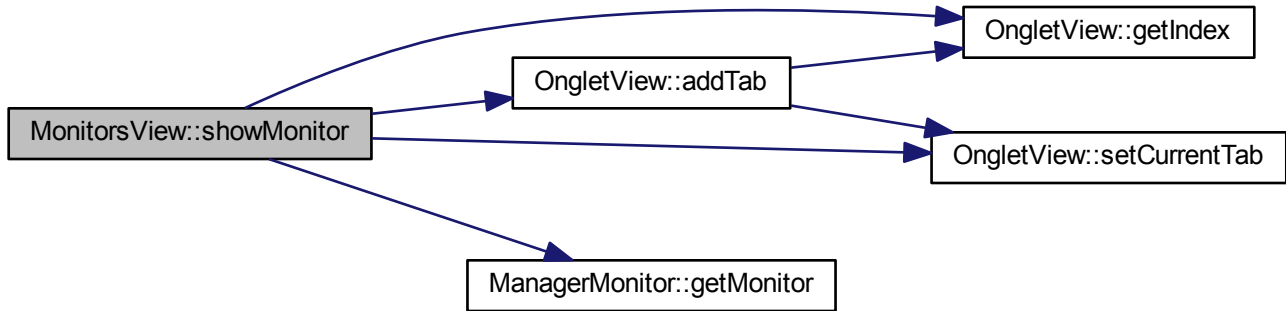 OngletView::getIndex
OngletView::addTab
MonitorsView::showMonitor
OngletView::setCurrentTab
ManagerMonitor::getMonitor